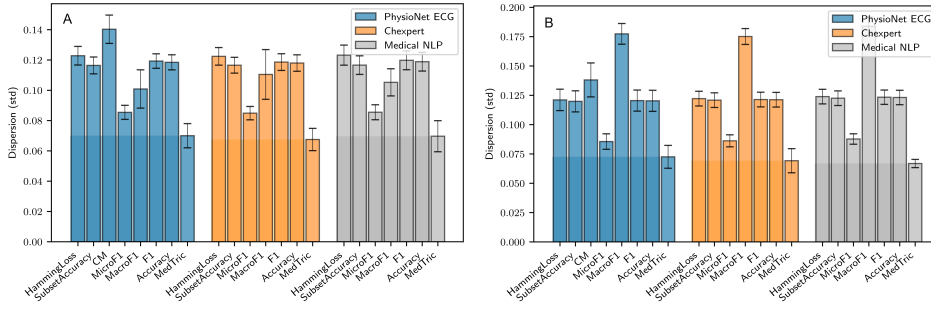 A
PhysioNet ECG
Chexpert
Medical NLP
Dispersion (std)
0.14
0.12
0.10
0.08
0.06
0.04
0.02
0.00
HammingLoss
SubsetAccuracy
CM
MicroF1
MacroF1
F1
Accuracy
MedTric
HammingLoss
SubsetAccuracy
MicroF1
MacroF1
F1
Accuracy
MedTric
HammingLoss
SubsetAccuracy
MicroF1
MacroF1
F1
Accuracy
MedTric
B
PhysioNet ECG
Chexpert
Medical NLP
Dispersion (std)
0.200
0.175
0.150
0.125
0.100
0.075
0.050
0.025
0.000
HammingLoss
SubsetAccuracy
CM
MicroF1
MacroF1
F1
Accuracy
MedTric
HammingLoss
SubsetAccuracy
MicroF1
MacroF1
F1
Accuracy
MedTric
HammingLoss
SubsetAccuracy
MicroF1
MacroF1
F1
Accuracy
MedTric